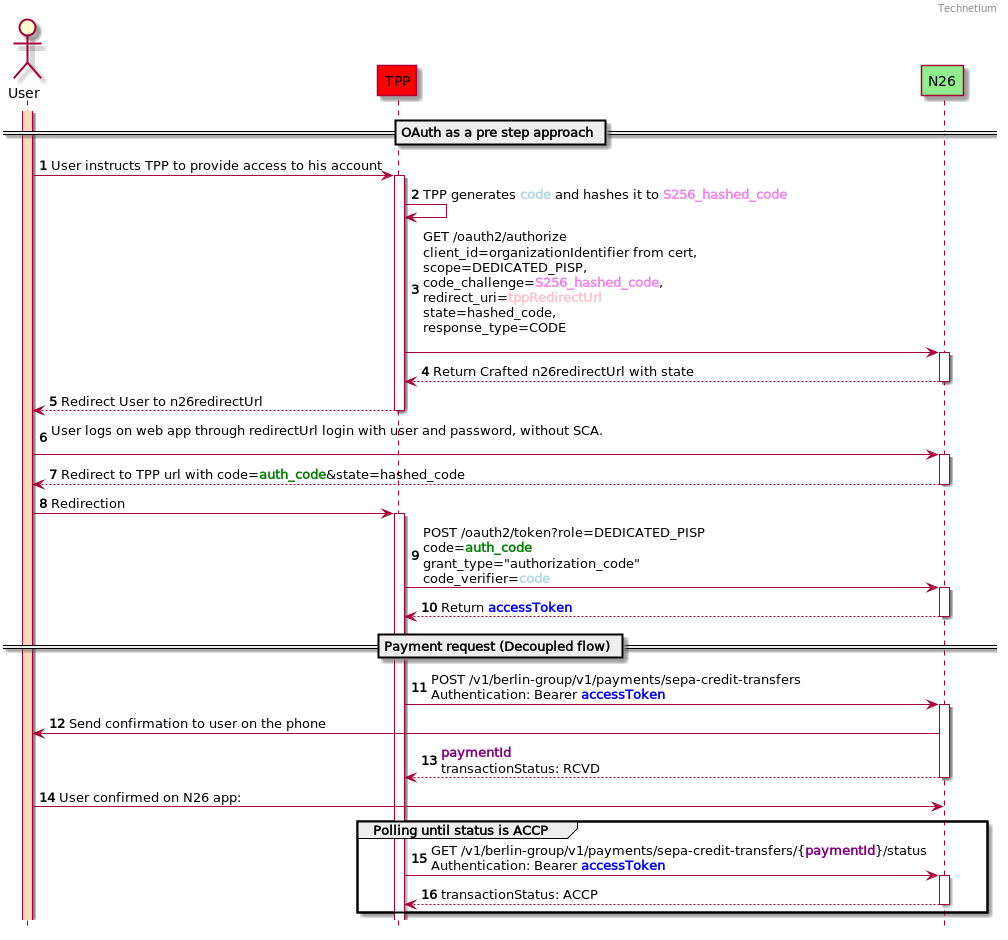 Technetium
User
TPP
N26
OAuth as a pre step approach
1 User instructs TPP to provide access to his account
2 TPP generates code and hashes it to S256_hashed_code
GET /oauth2/authorize
client_id=organizationIdentifier from cert,
scope=DEDICATED_PISP,
code_challenge=S256_hashed_code,
3 redirect_uri=tppRedirectUrl
state=hashed_code,
response_type=CODE
4 Return Crafted n26redirectUrl with state
5 Redirect User to n26redirectUrl
6 User logs on web app through redirectUrl login with user and password, without SCA.
7 Redirect to TPP url with code=auth_code&state=hashed_code
8 Redirection
POST /oauth2/token?role=DEDICATED_PISP
code=auth_code
9 grant_type="authorization_code"
code_verifier=code
10 Return accessToken
Payment request (Decoupled flow)
11 POST /v1/berlin-group/v1/payments/sepa-credit-transfers
Authentication: Bearer accessToken
12 Send confirmation to user on the phone
13 paymentId
transactionStatus: RCVD
14 User confirmed on N26 app:
Polling until status is ACCP
15 GET /v1/berlin-group/v1/payments/sepa-credit-transfers/{paymentId}/status
Authentication: Bearer accessToken
16 transactionStatus: ACCP